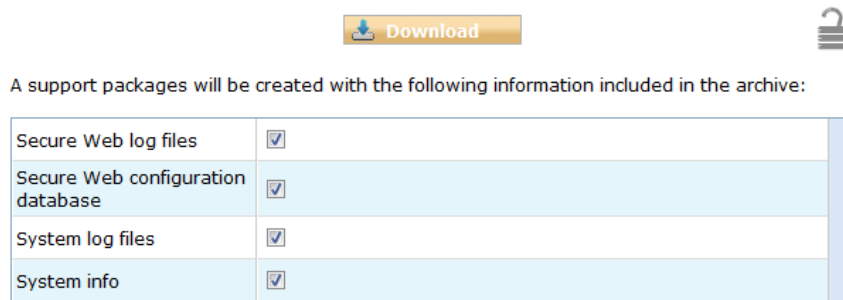 Download
A support packages will be created with the following information included in the archive:
Secure Web log files
Secure Web configuration
database
System log files
System info